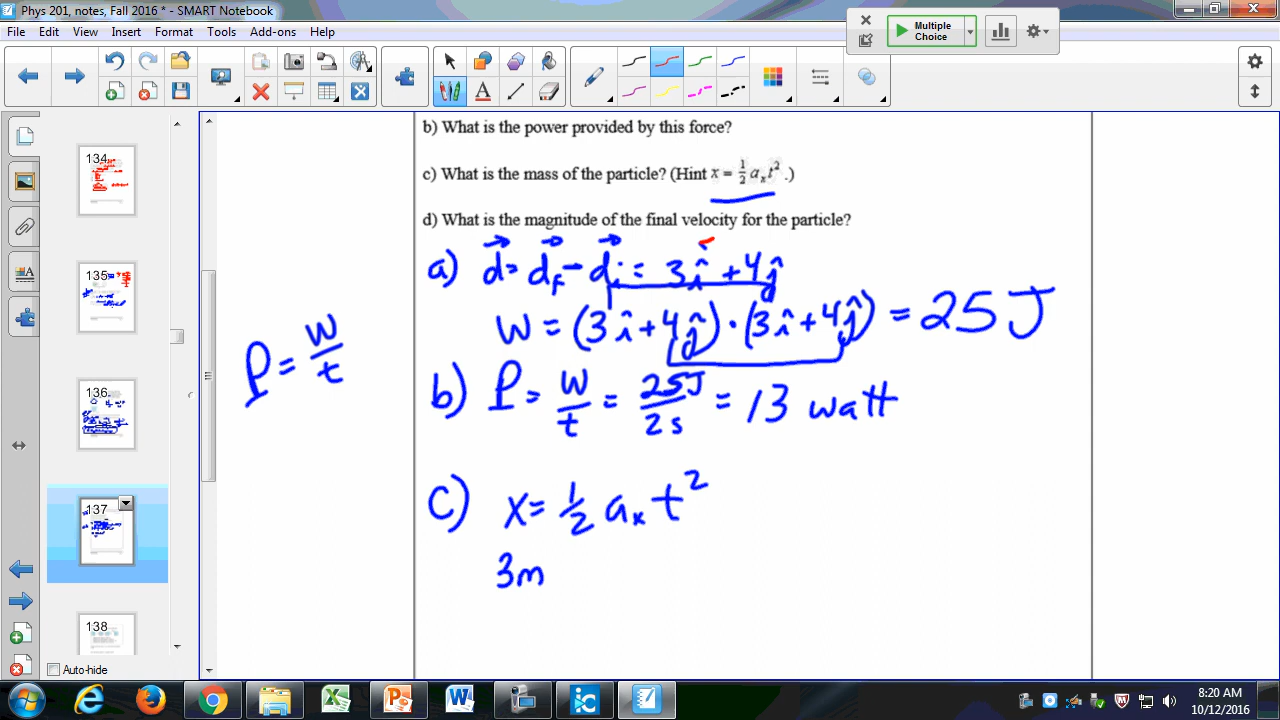 Phys 201, notes, Fall 2016 * - SMART Notebook
File Edit View Insert Format Tools Add-ons Help
Multiple Choice
134
135
136
137
138
Auto-hide
b) What is the power provided by this force?
c) What is the mass of the particle? (Hint x = ½ aₓt² .)
d) What is the magnitude of the final velocity for the particle?
a) d⃗ = d⃗f - d⃗i = 3î + 4ĵ
W = (3î + 4ĵ) · (3î + 4ĵ) = 25 J
P = W/t
b) P = W/t = 25J/2s = 13 watt
c) x = ½ aₓ t²
3m
8:20 AM
10/12/2016